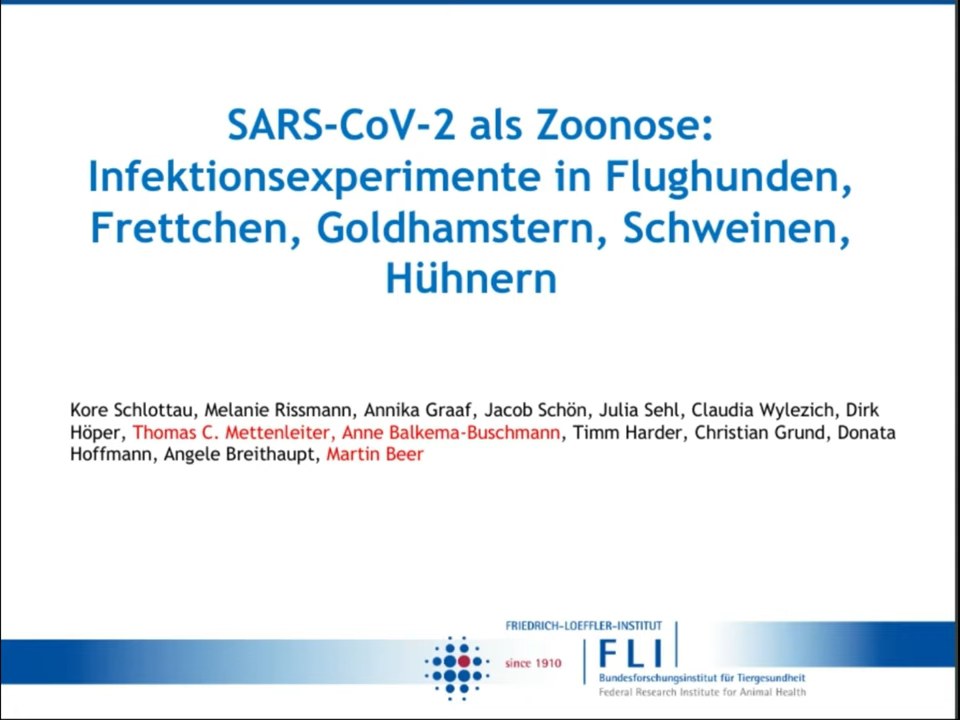 SARS-CoV-2 als Zoonose:
Infektionsexperimente in Flughunden,
Frettchen, Goldhamstern, Schweinen,
Hühnern
Kore Schlottau, Melanie Rissmann, Annika Graaf, Jacob Schön, Julia Sehl, Claudia Wylezich, Dirk
Höper, Thomas C. Mettenleiter, Anne Balkema-Buschmann, Timm Harder, Christian Grund, Donata
Hoffmann, Angele Breithaupt, Martin Beer
FRIEDRICH-LOEFFLER-INSTITUT
since 1910
FLI
Bundesforschungsinstitut für Tiergesundheit
Federal Research Institute for Animal Health